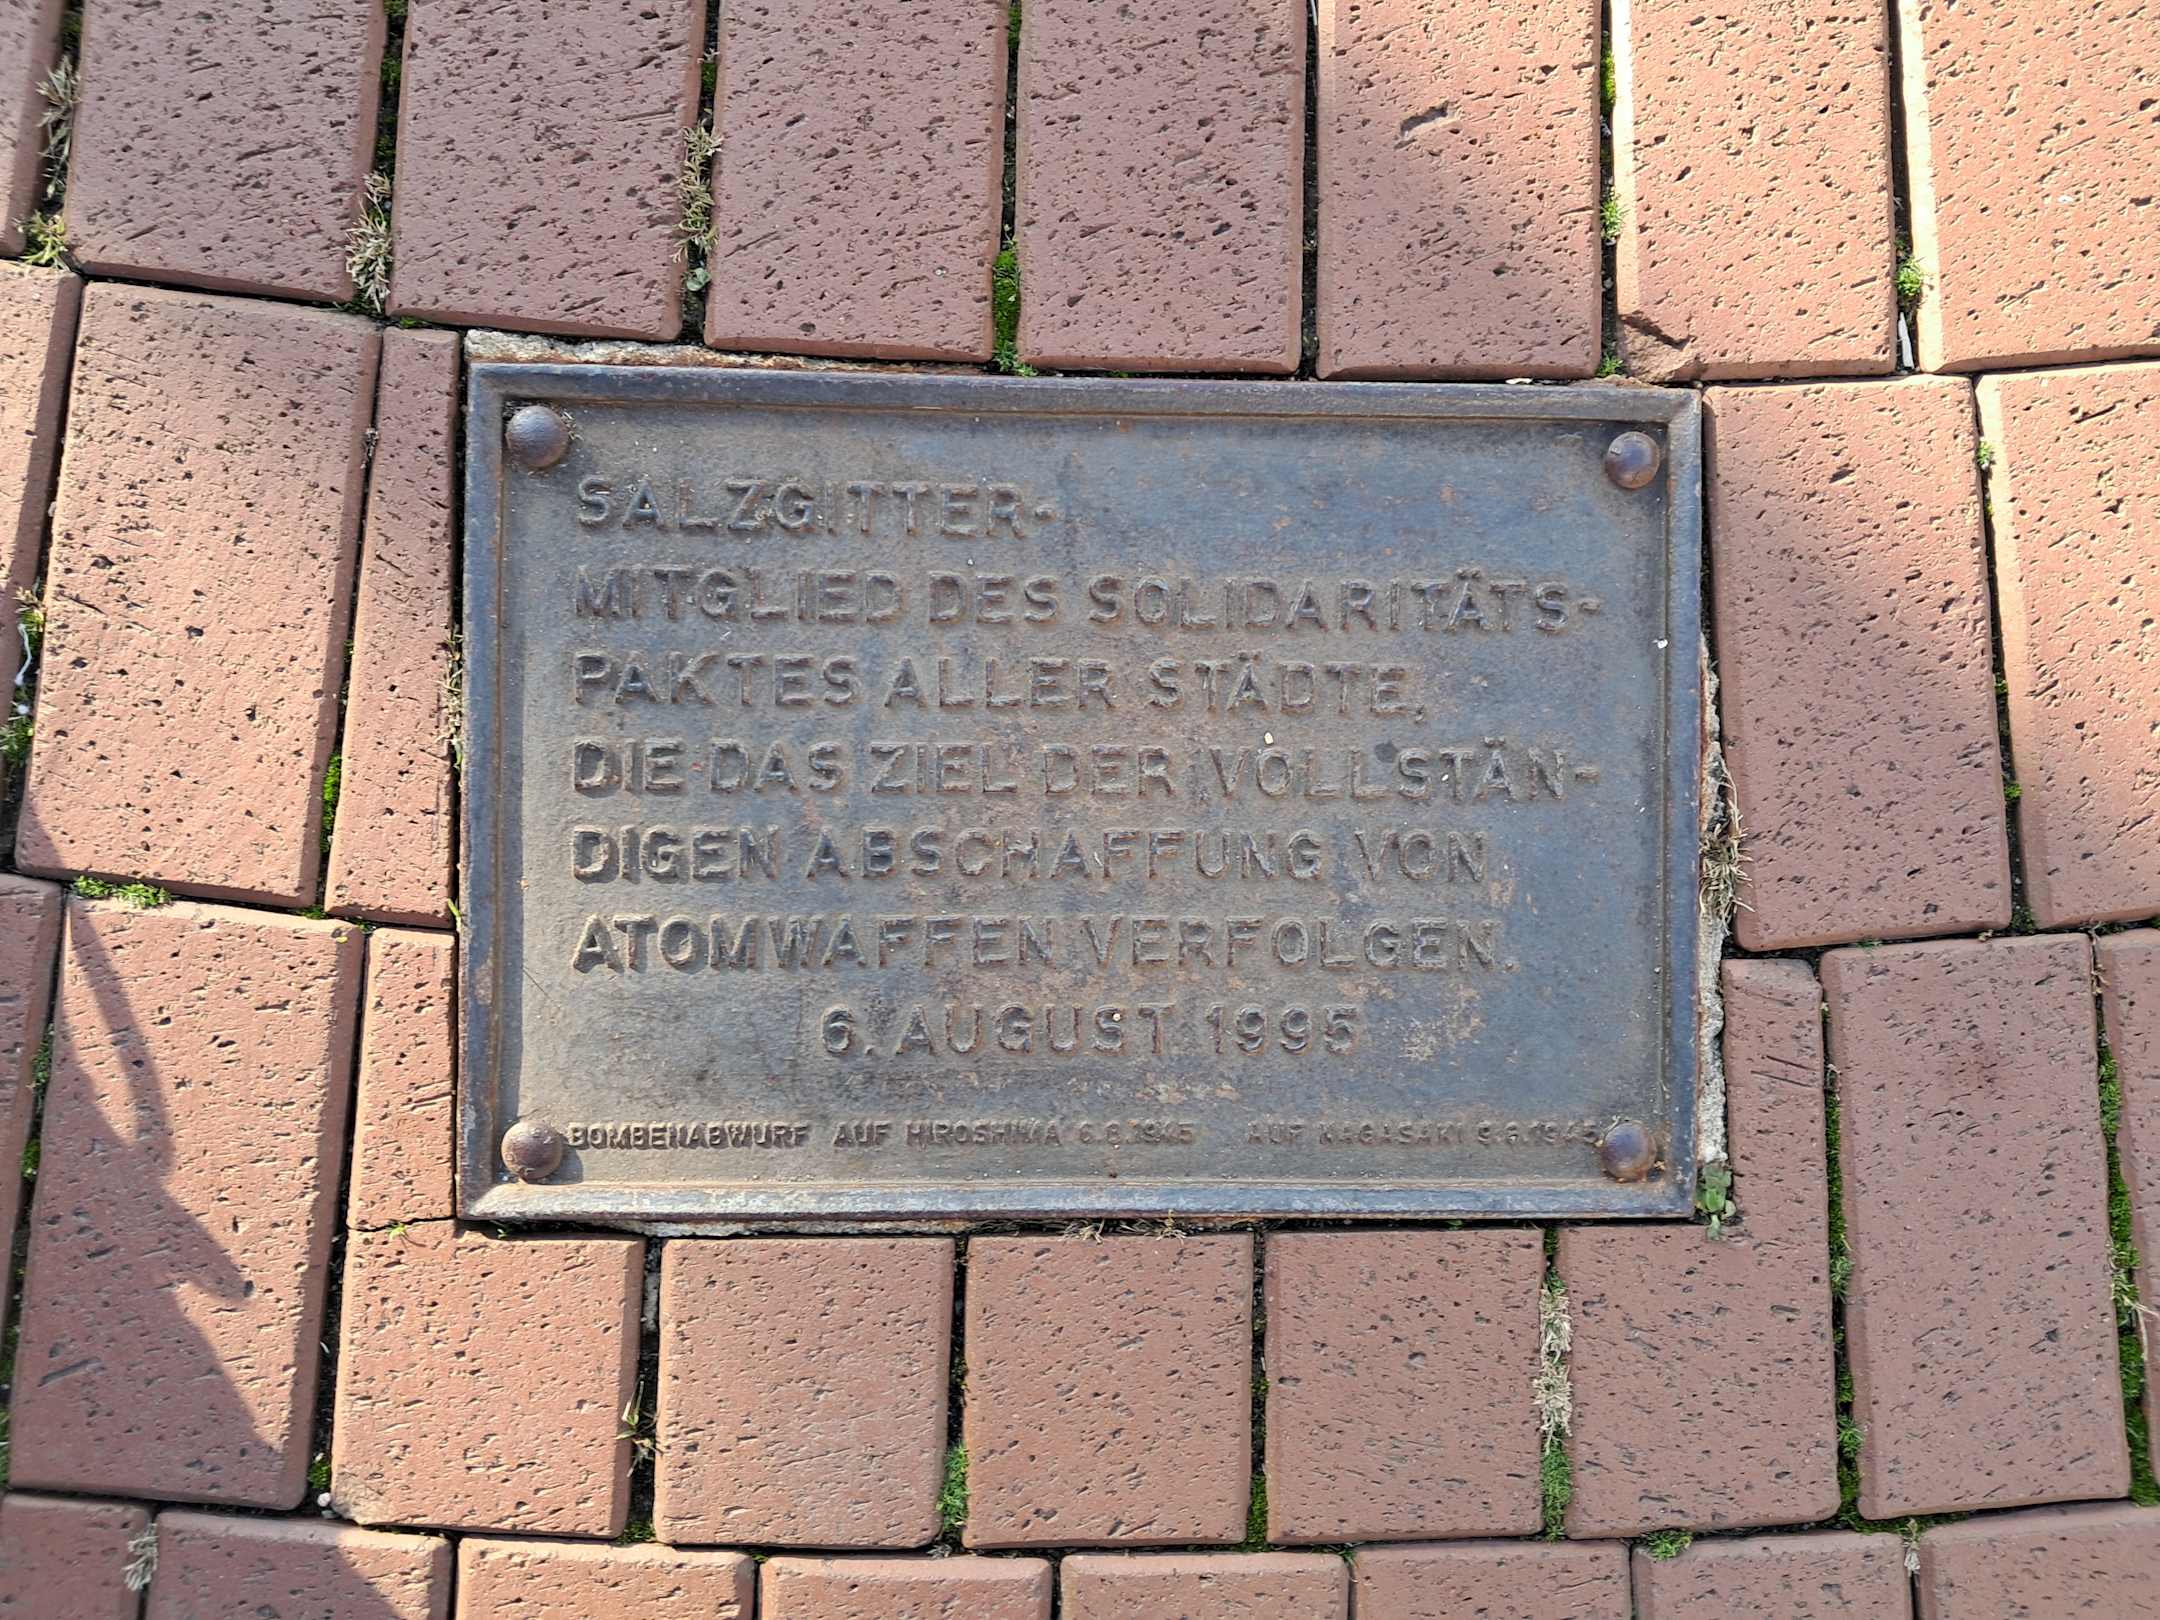 SALZGITTER-
MITGLIED DES SOLIDARITÄTS-
PAKTES ALLER STÄDTE,
DIE DAS ZIEL DER VOLLSTÄN-
DIGEN ABSCHAFFUNG VON
ATOMWAFFEN VERFOLGEN.
6. AUGUST 1995
BOMBENABWURF AUF HIROSHIMA 6.8.1945 AUF NAGASAKI 9.8.1945